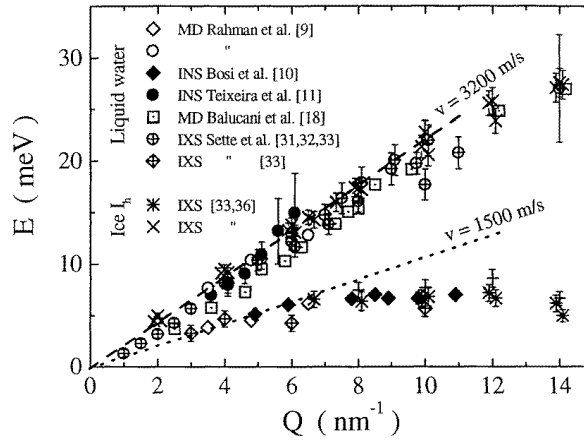 30
20
10
0
E (meV)
Liquid water
Ice I_h
MD Rahman et al. [9]
"
INS Bosi et al. [10]
INS Teixeira et al. [11]
MD Balucani et al. [18]
IXS Sette et al. [31,32,33]
IXS " [33]
IXS [33,36]
IXS "
v = 3200 m/s
v = 1500 m/s
0 2 4 6 8 10 12 14
Q (nm⁻¹)